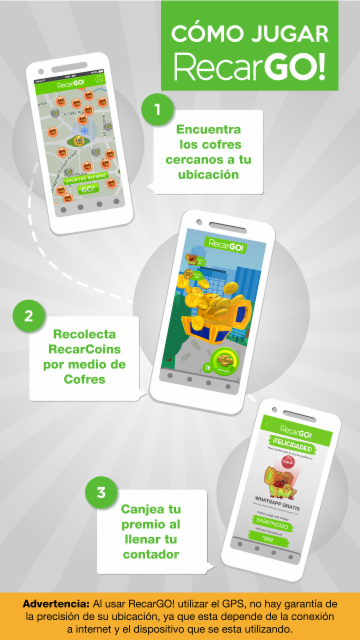 CÓMO JUGAR
RecarGO!
RecarGO!
1
Encuentra
los cofres
cercanos a tu
ubicación
GO!
RecarGO!
2
Recolecta
RecarCoins
por medio de
Cofres
RecarGO!
¡FELICIDADES!
WHATSAPP GRATIS
3
Canjea tu
premio al
llenar tu
contador
Advertencia: Al usar RecarGO! utilizar el GPS, no hay garantía de
la precisión de su ubicación, ya que esta depende de la conexión
a internet y el dispositivo que se esta utilizando.